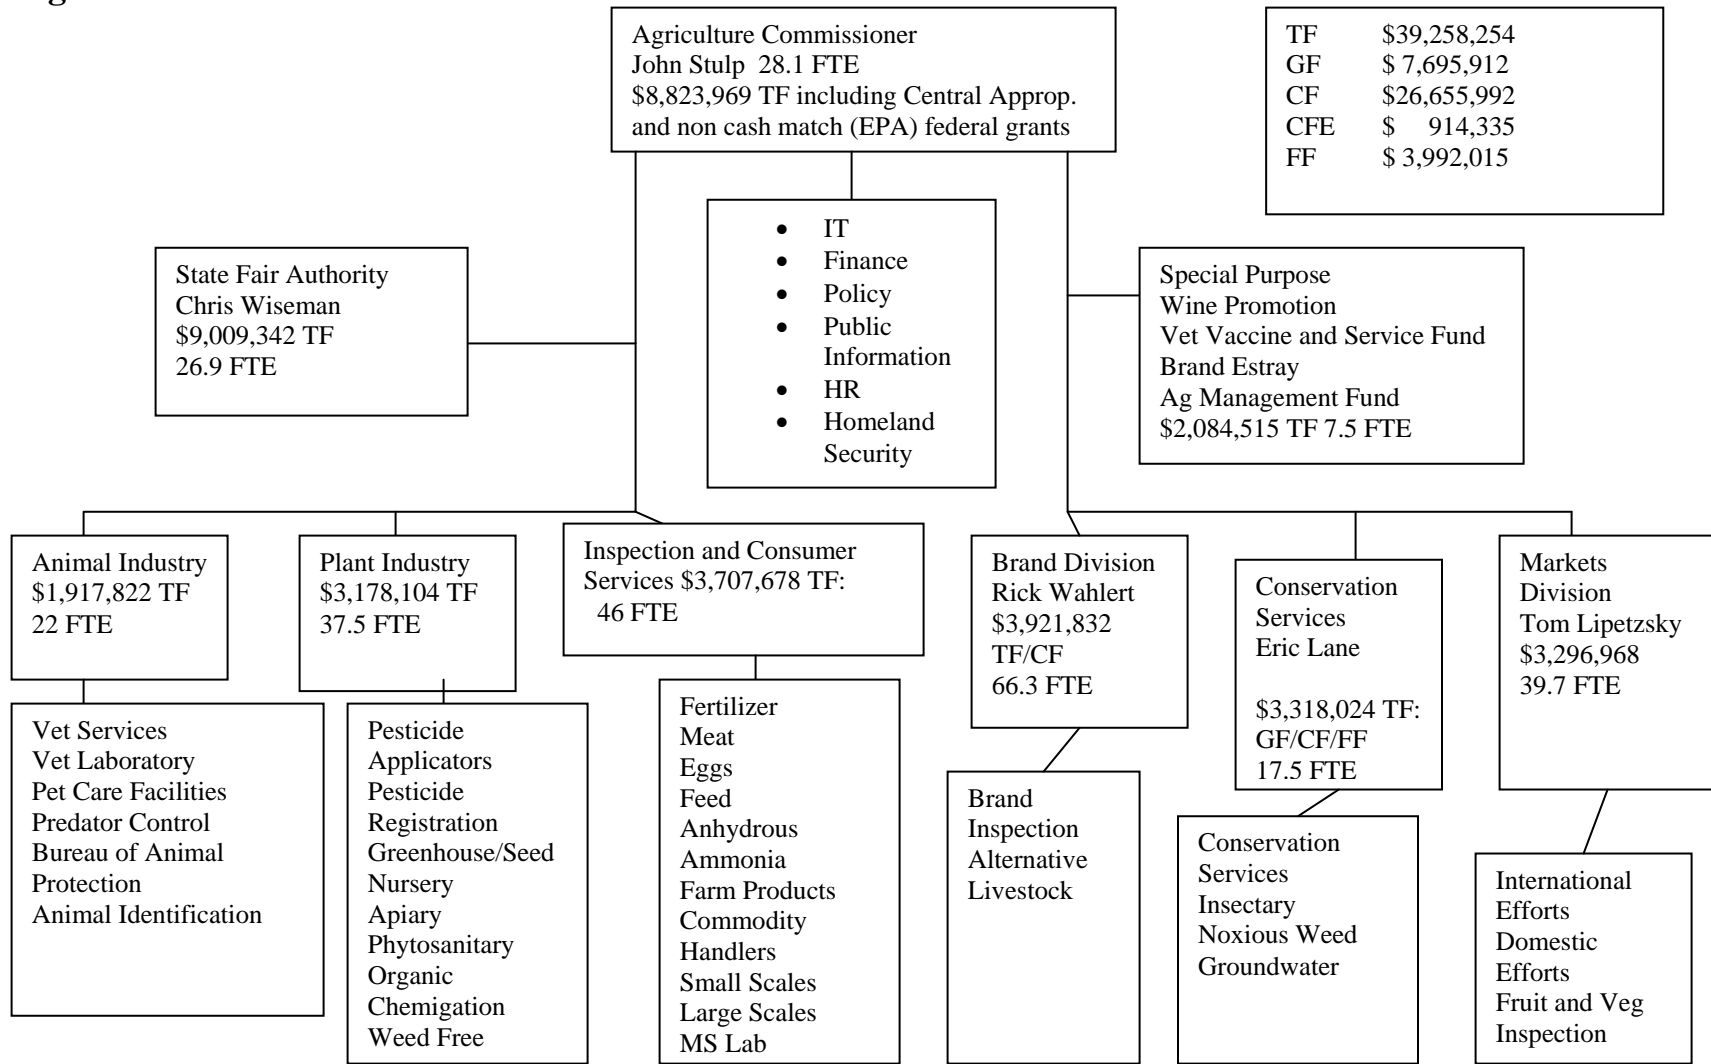 Agriculture Commissioner
John Stulp 28.1 FTE
$8,823,969 TF including Central Approp.
and non cash match (EPA) federal grants
TF $39,258,254
GF $ 7,695,912
CF $26,655,992
CFE $ 914,335
FF $ 3,992,015
• IT
• Finance
• Policy
• Public
Information
• HR
• Homeland
Security
State Fair Authority
Chris Wiseman
$9,009,342 TF
26.9 FTE
Special Purpose
Wine Promotion
Vet Vaccine and Service Fund
Brand Estray
Ag Management Fund
$2,084,515 TF 7.5 FTE
Animal Industry
$1,917,822 TF
22 FTE
Plant Industry
$3,178,104 TF
37.5 FTE
Inspection and Consumer
Services $3,707,678 TF:
46 FTE
Brand Division
Rick Wahlert
$3,921,832
TF/CF
66.3 FTE
Conservation
Services
Eric Lane
$3,318,024 TF:
GF/CF/FF
17.5 FTE
Markets
Division
Tom Lipetzsky
$3,296,968
39.7 FTE
Vet Services
Vet Laboratory
Pet Care Facilities
Predator Control
Bureau of Animal
Protection
Animal Identification
Pesticide
Applicators
Pesticide
Registration
Greenhouse/Seed
Nursery
Apiary
Phytosanitary
Organic
Chemigation
Weed Free
Fertilizer
Meat
Eggs
Feed
Anhydrous
Ammonia
Farm Products
Commodity
Handlers
Small Scales
Large Scales
MS Lab
Brand
Inspection
Alternative
Livestock
Conservation
Services
Insectary
Noxious Weed
Groundwater
International
Efforts
Domestic
Efforts
Fruit and Veg
Inspection